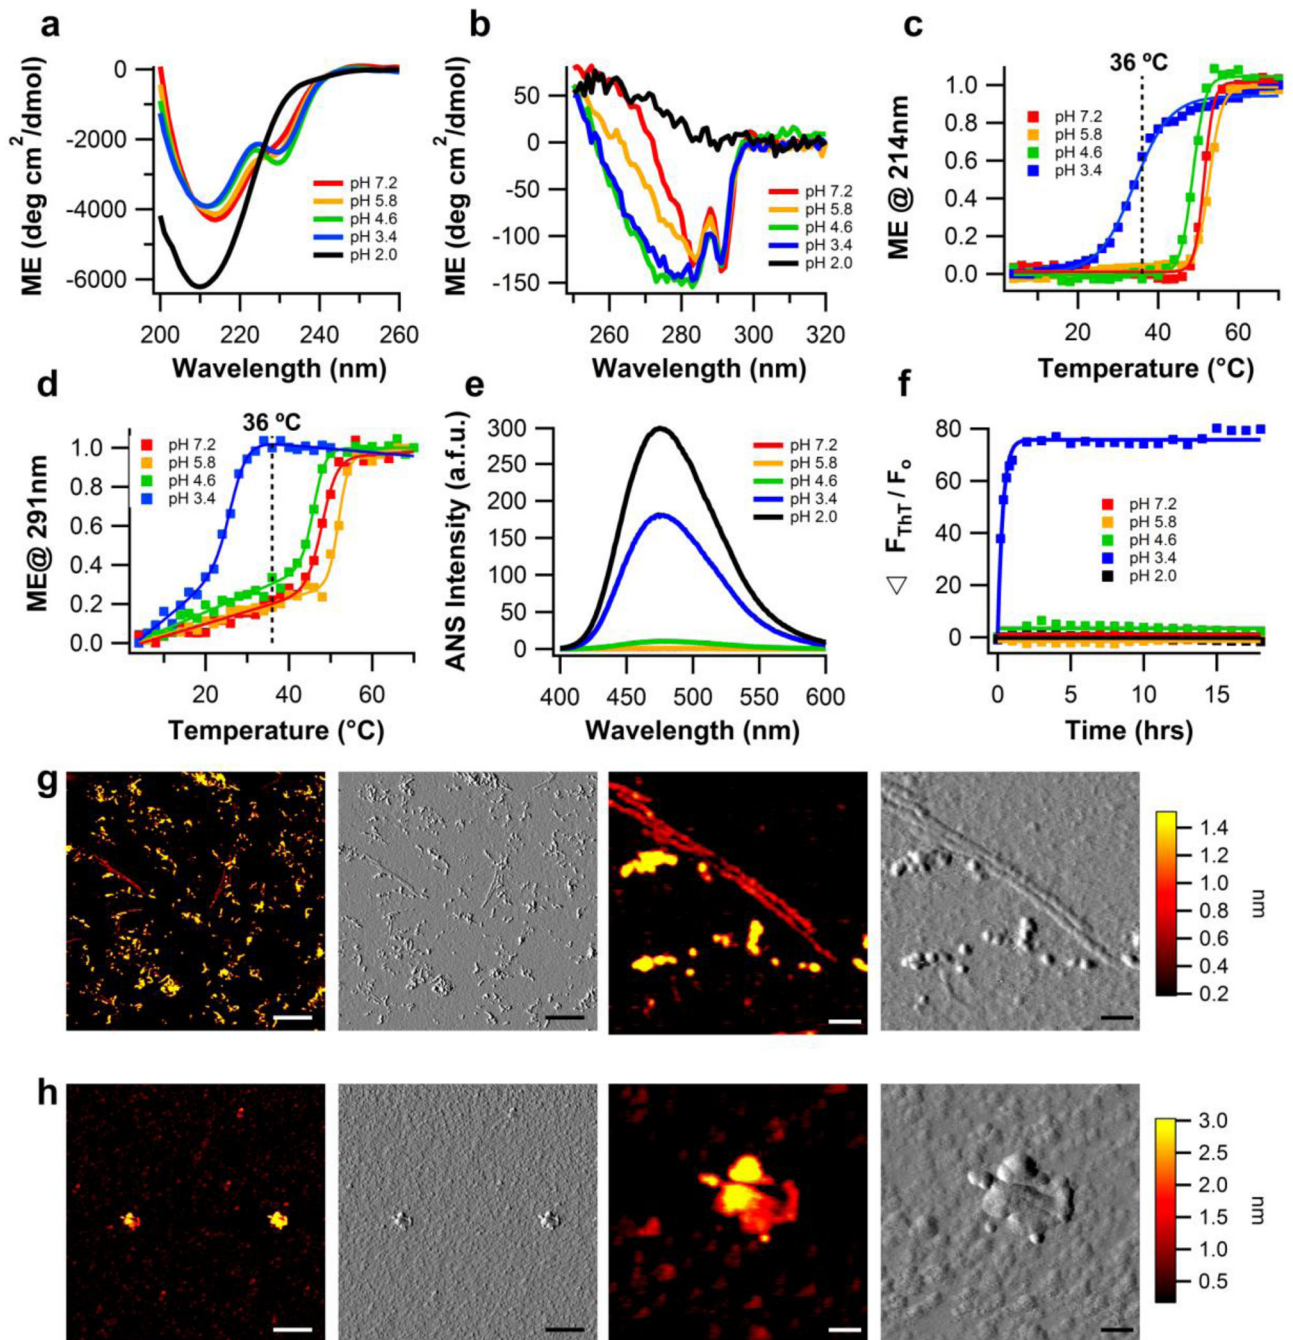 a
ME (deg cm²/dmol)
0
-2000
-4000
-6000
pH 7.2
pH 5.8
pH 4.6
pH 3.4
pH 2.0
200 220 240 260
Wavelength (nm)
b
ME (deg cm²/dmol)
50
0
-50
-100
-150
pH 7.2
pH 5.8
pH 4.6
pH 3.4
pH 2.0
260 280 300 320
Wavelength (nm)
c
36 ºC
ME @ 214nm
1.0
0.8
0.6
0.4
0.2
0.0
pH 7.2
pH 5.8
pH 4.6
pH 3.4
20 40 60
Temperature (°C)
d
36 ºC
ME@ 291nm
1.0
0.8
0.6
0.4
0.2
0.0
pH 7.2
pH 5.8
pH 4.6
pH 3.4
20 40 60
Temperature (°C)
e
ANS Intensity (a.f.u.)
300
250
200
150
100
50
0
pH 7.2
pH 5.8
pH 4.6
pH 3.4
pH 2.0
400 450 500 550 600
Wavelength (nm)
f
▽ F_ThT / F_o
80
60
40
20
0
pH 7.2
pH 5.8
pH 4.6
pH 3.4
pH 2.0
0 5 10 15
Time (hrs)
g
1.4
1.2
1.0
0.8
0.6
0.4
0.2
nm
h
3.0
2.5
2.0
1.5
1.0
0.5
nm